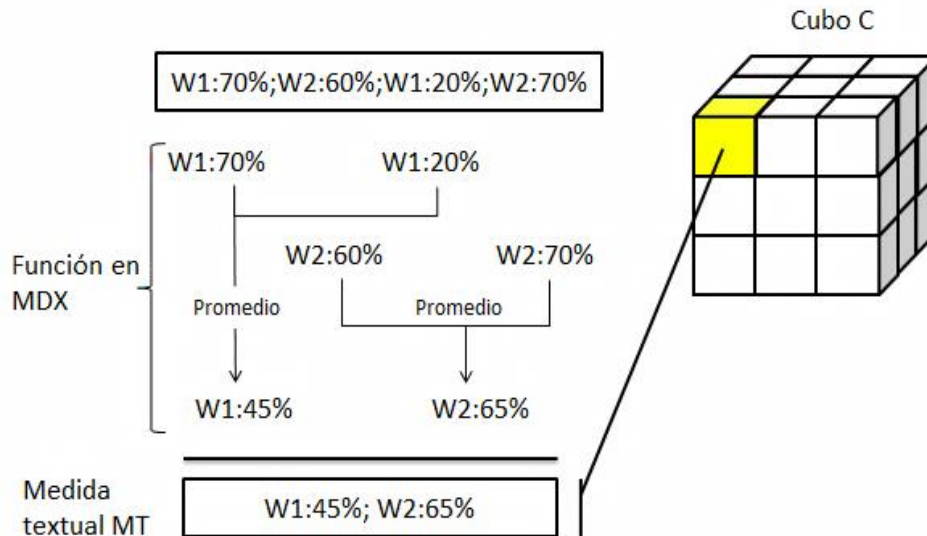 Cubo C
W1:70%;W2:60%;W1:20%;W2:70%
W1:70% W1:20%
W2:60% W2:70%
Función en
MDX
Promedio Promedio
W1:45% W2:65%
Medida
textual MT
W1:45%; W2:65%